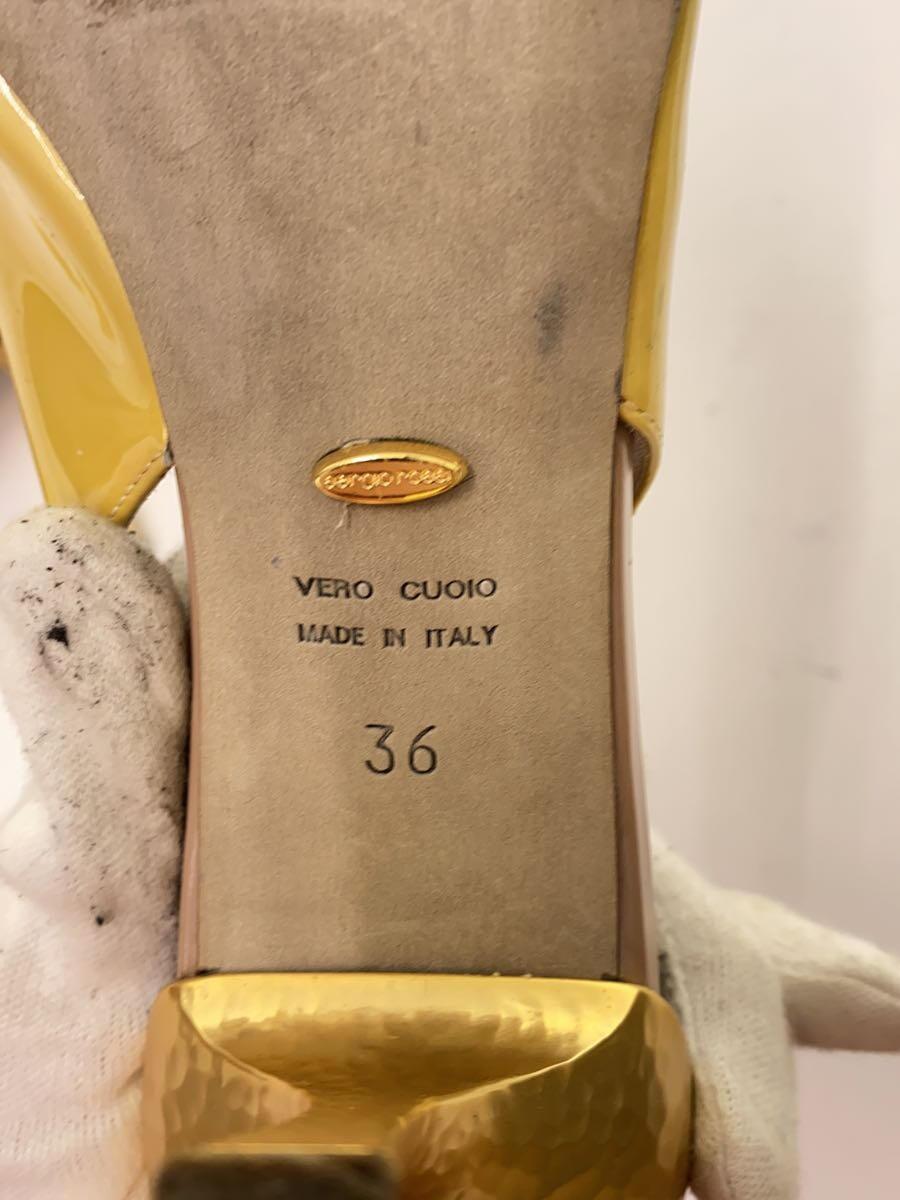 sergio rossi
VERO CUOIO
MADE IN ITALY
36